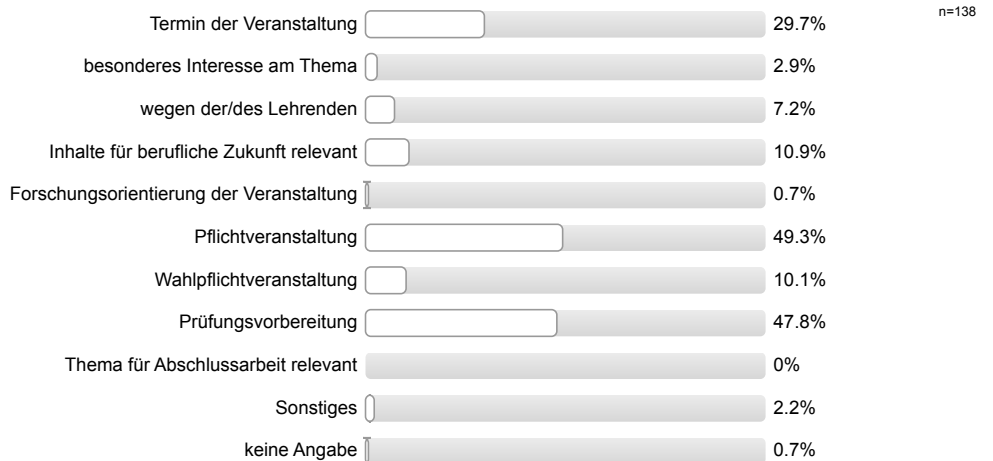 Termin der Veranstaltung 29.7% n=138
besonderes Interesse am Thema 2.9%
wegen der/des Lehrenden 7.2%
Inhalte für berufliche Zukunft relevant 10.9%
Forschungsorientierung der Veranstaltung 0.7%
Pflichtveranstaltung 49.3%
Wahlpflichtveranstaltung 10.1%
Prüfungsvorbereitung 47.8%
Thema für Abschlussarbeit relevant 0%
Sonstiges 2.2%
keine Angabe 0.7%